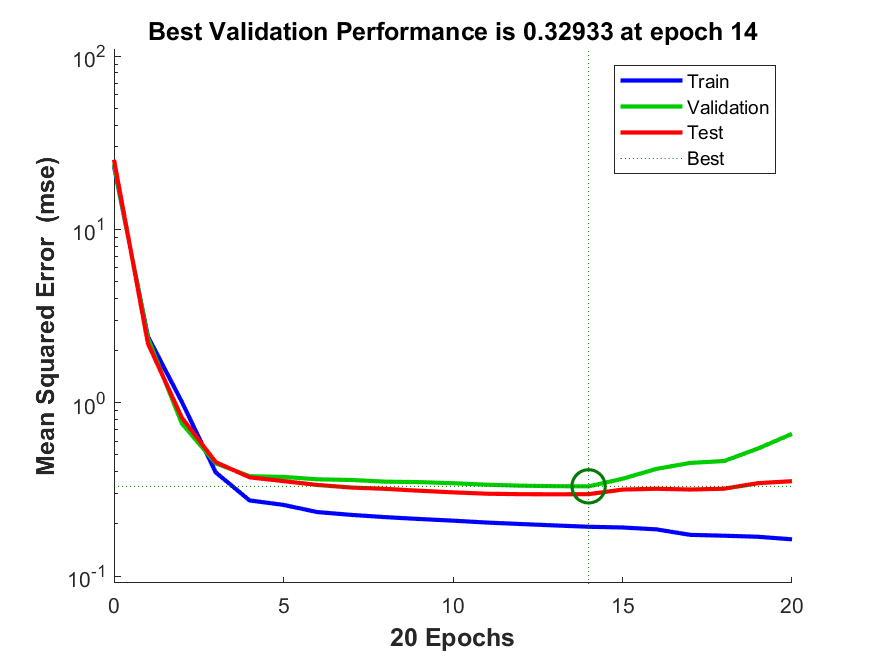 Best Validation Performance is 0.32933 at epoch 14
10^2
10^1
10^0
10^-1
Mean Squared Error (mse)
Train
Validation
Test
Best
0 5 10 15 20
20 Epochs